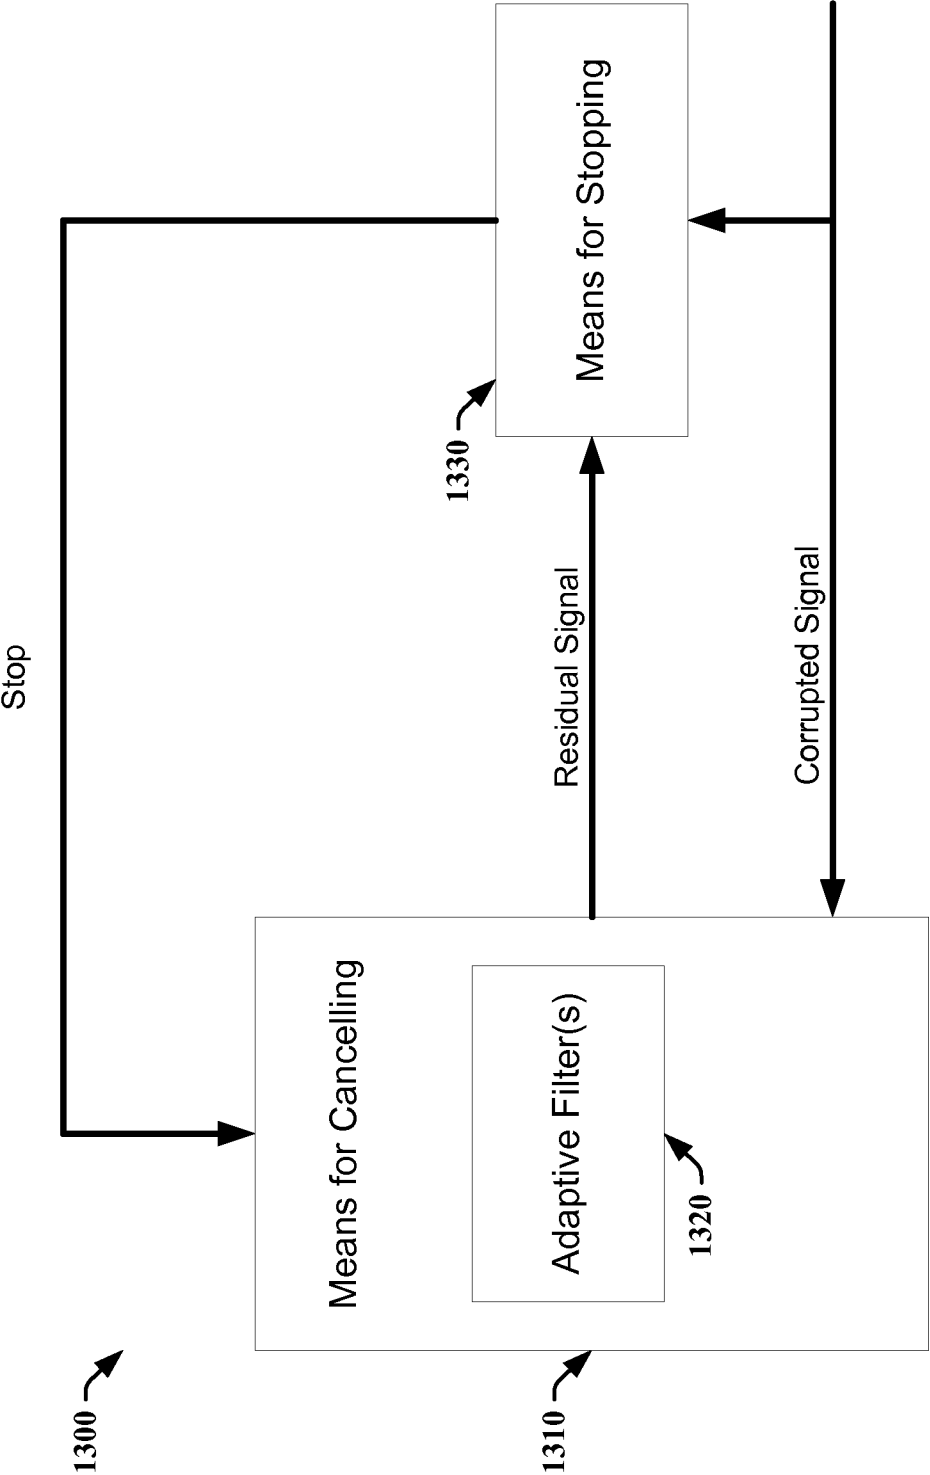 1300
Stop
1310
Means for Cancelling
Adaptive Filter(s)
1320
Residual Signal
Corrupted Signal
1330
Means for Stopping